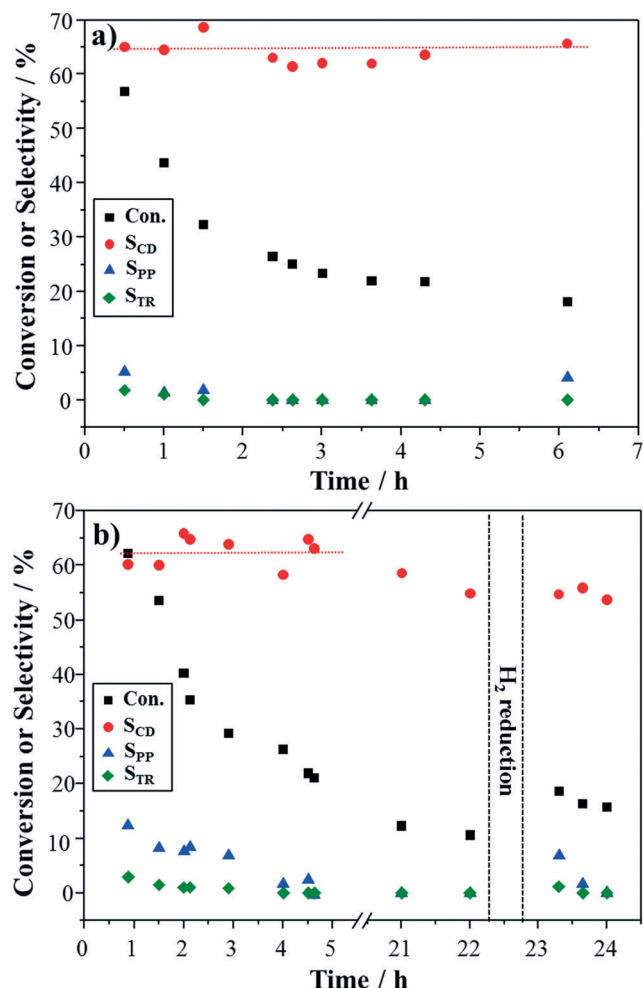 a)
Conversion or Selectivity / %
70
60
50
40
30
20
10
0
Con.
S_CD
S_PP
S_TR
0 1 2 3 4 5 6 7
Time / h
b)
Conversion or Selectivity / %
70
60
50
40
30
20
10
0
Con.
S_CD
S_PP
S_TR
H₂ reduction
0 1 2 3 4 5 21 22 23 24
Time / h